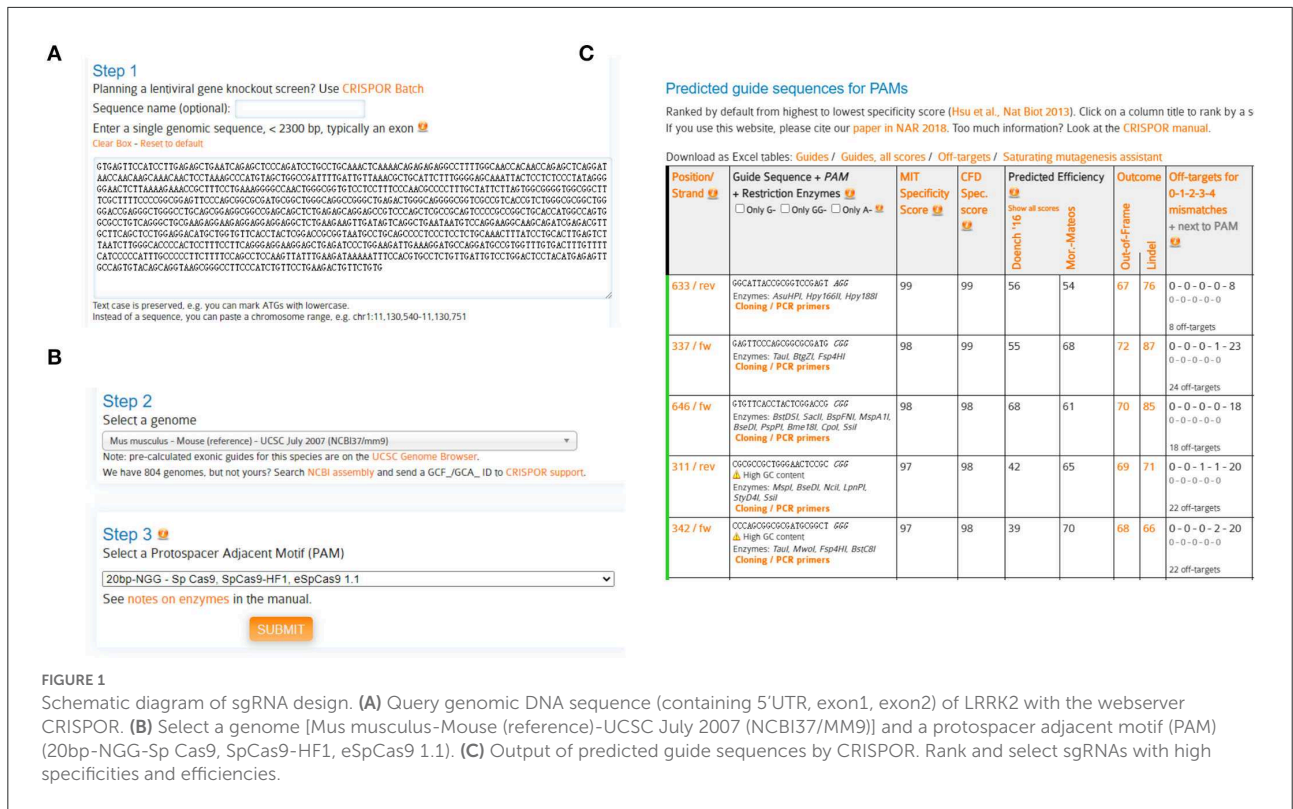 A
Step 1
Planning a lentiviral gene knockout screen? Use CRISPOR Batch
Sequence name (optional):
Enter a single genomic sequence, < 2300 bp, typically an exon
Clear Box - Reset to default
GTGAGTTCCATCCTTGAGAGCTGAATCAGAGCTCCCAGATCCTGCCTGCAAACTCAAAACAGAGAGAGGCCTTTTGGCAACCACAACCAGAGCTCAGGAT
AACCAACAAGCAAACAACTCCTAAAGCCCATGTAGCTGGCCGATTTTGATTGTTAAACGCTGCATTCTTTGGGGAGCAAATTACTCCTCTCCCTATAGGG
GGAACTCTTAAAAGAAACCGCTTTCCTGAAAGGGGCCAACTGGGCGGTGTCCTCCTTTCCCAACGCCCCTTTGCTATTCTTAGTGGCGGGGTGGCGGCTT
TCGCTTTTCCCCGGCGGAGTTCCCAGCGGCGCGATGCGGCTGGGCAGGCCGGGCTGAGACTGGGCAGGGGCGGTCGCCGTCACCGTCTGGGCGCGGCTGG
GGGACCGAGGGCTGGGCCTGCAGCGGAGGCGGCCGAGCAGCTCTGAGAGCAGGAGCCGTCCCAGCTCGCCGCAGTCCCCGCCGGCTGCACCATGGCCAGTG
GCGCCTGTCAGGGCTGCGAAGAGGAAGAGGAGGAGGAGGCTCTGAAGAAGTTGATAGTCAGGCTGAATAATGTCCAGGAAGGCAAGCAGATCGAGACGTT
GCTTCAGCTCCTGGAGGACATGCTGGTGTTCACCTACTCGGACCGCGGTAATGCCTGCAGCCCCTCCCTCCTCTGCAAACTTTATCCCTGCACTTGAGTCT
TAATCTTGGGCACCCCACTCCTTTCCTTCAGGGAGGAAGGAGCTGAGATCCCTGGAAGATTGAAAGGATGCCAGGATGCCGTGGTTTGTGACTTTGTTTT
CATCCCCCATTTGCCCCCTTCTTTTCCAGCCTCCAAGTTATTTGAAGATAAAAATTTCCACGTGCCTCTGTTGATTGTCCTGGACTCCTACATGAGAGTT
GCCAGTGTACAGCAGGTAAGCGGGCCTTCCCATCTGTTCCTGAAGACTGTTCTGTG
Text case is preserved, e.g. you can mark ATGs with lowercase.
Instead of a sequence, you can paste a chromosome range, e.g. chr1:11,130,540-11,130,751
B
Step 2
Select a genome
Mus musculus - Mouse (reference) - UCSC July 2007 (NCBI37/mm9)
Note: pre-calculated exonic guides for this species are on the UCSC Genome Browser.
We have 804 genomes, but not yours? Search NCBI assembly and send a GCF_/GCA_ ID to CRISPOR support.
Step 3
Select a Protospacer Adjacent Motif (PAM)
20bp-NGG - Sp Cas9, SpCas9-HF1, eSpCas9 1.1
See notes on enzymes in the manual.
SUBMIT
C
Predicted guide sequences for PAMs
Ranked by default from highest to lowest specificity score (Hsu et al., Nat Biot 2013). Click on a column title to rank by a s
If you use this website, please cite our paper in NAR 2018. Too much information? Look at the CRISPOR manual.
Download as Excel tables: Guides / Guides, all scores / Off-targets / Saturating mutagenesis assistant
Position/ Strand
Guide Sequence + PAM
+ Restriction Enzymes
Only G- Only GG- Only A-
MIT Specificity Score
CFD Spec. score
Predicted Efficiency
Show all scores
Doench '16
Mor.-Mateos
Outcome
Out-of-Frame
Lindel
Off-targets for 0-1-2-3-4 mismatches
+ next to PAM
633 / rev
GGCATTACCGCGGTCCGAGT AGG
Enzymes: AsuHPI, Hpy166II, Hpy188I
Cloning / PCR primers
99 99 56 54 67 76
0 - 0 - 0 - 0 - 8
0 - 0 - 0 - 0 - 0
8 off-targets
337 / fw
GAGTTCCCAGCGGCGCGATG CGG
Enzymes: TauI, BtgZI, Fsp4HI
Cloning / PCR primers
98 99 55 68 72 87
0 - 0 - 0 - 1 - 23
0 - 0 - 0 - 0 - 0
24 off-targets
646 / fw
GTGTTCACCTACTCGGACCG CGG
Enzymes: BstDSI, SacII, BspFNI, MspA1I,
BseDI, PspPI, Bme18I, CpoI, SsiI
Cloning / PCR primers
98 98 68 61 70 85
0 - 0 - 0 - 0 - 18
0 - 0 - 0 - 0 - 0
18 off-targets
311 / rev
CGCGCCGCTGGGAACTCCGC CGG
High GC content
Enzymes: MspI, BseDI, NciI, LpnPI,
StyD4I, SsiI
Cloning / PCR primers
97 98 42 65 69 71
0 - 0 - 1 - 1 - 20
0 - 0 - 0 - 0 - 0
22 off-targets
342 / fw
CCCAGCGGCGCGATGCGGCT GGG
High GC content
Enzymes: TauI, MwoI, Fsp4HI, BstC8I
Cloning / PCR primers
97 98 39 70 68 66
0 - 0 - 0 - 2 - 20
0 - 0 - 0 - 0 - 0
22 off-targets
FIGURE 1
Schematic diagram of sgRNA design. (A) Query genomic DNA sequence (containing 5'UTR, exon1, exon2) of LRRK2 with the webserver
CRISPOR. (B) Select a genome [Mus musculus-Mouse (reference)-UCSC July 2007 (NCBI37/MM9)] and a protospacer adjacent motif (PAM)
(20bp-NGG-Sp Cas9, SpCas9-HF1, eSpCas9 1.1). (C) Output of predicted guide sequences by CRISPOR. Rank and select sgRNAs with high
specificities and efficiencies.